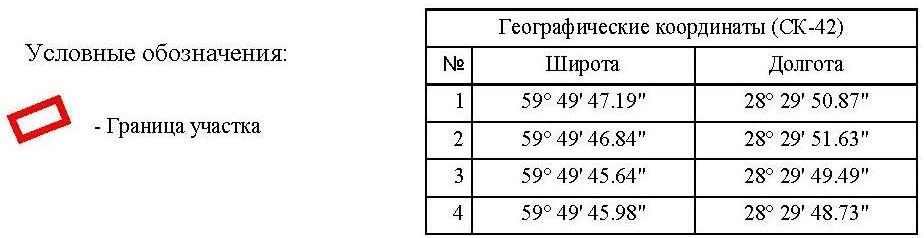 Условные обозначения:
- Граница участка
Географические координаты (СК-42)
№ Широта Долгота
1 59° 49' 47.19" 28° 29' 50.87"
2 59° 49' 46.84" 28° 29' 51.63"
3 59° 49' 45.64" 28° 29' 49.49"
4 59° 49' 45.98" 28° 29' 48.73"